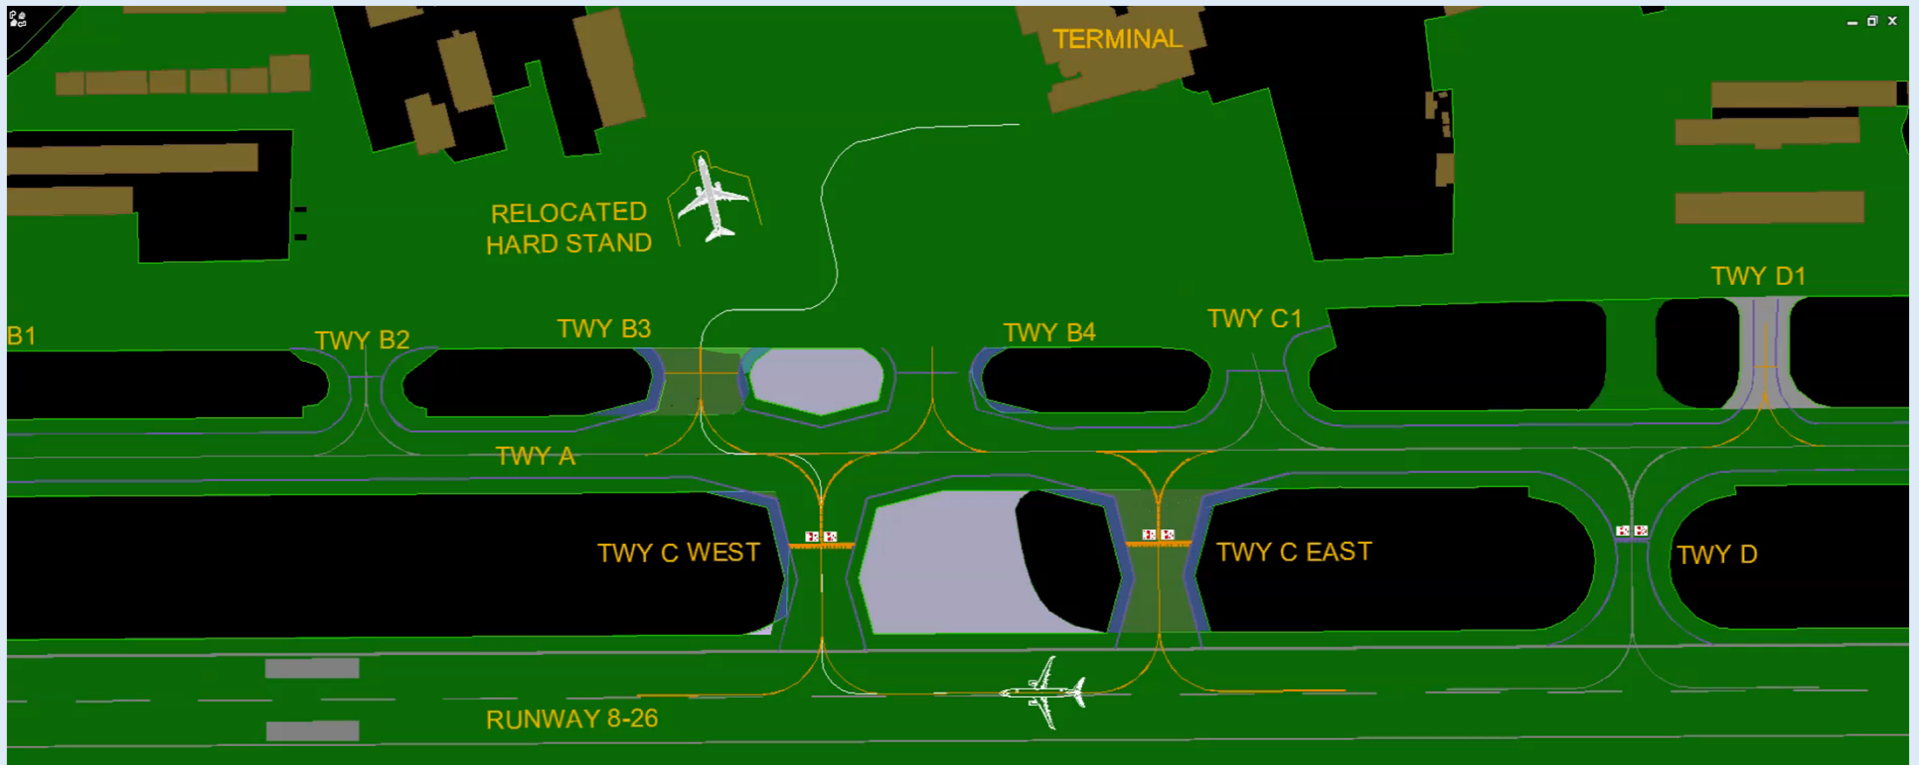 TERMINAL
RELOCATED
HARD STAND
TWY D1
B1
TWY B2
TWY B3
TWY B4
TWY C1
TWY A
TWY C WEST
TWY C EAST
TWY D
RUNWAY 8-26